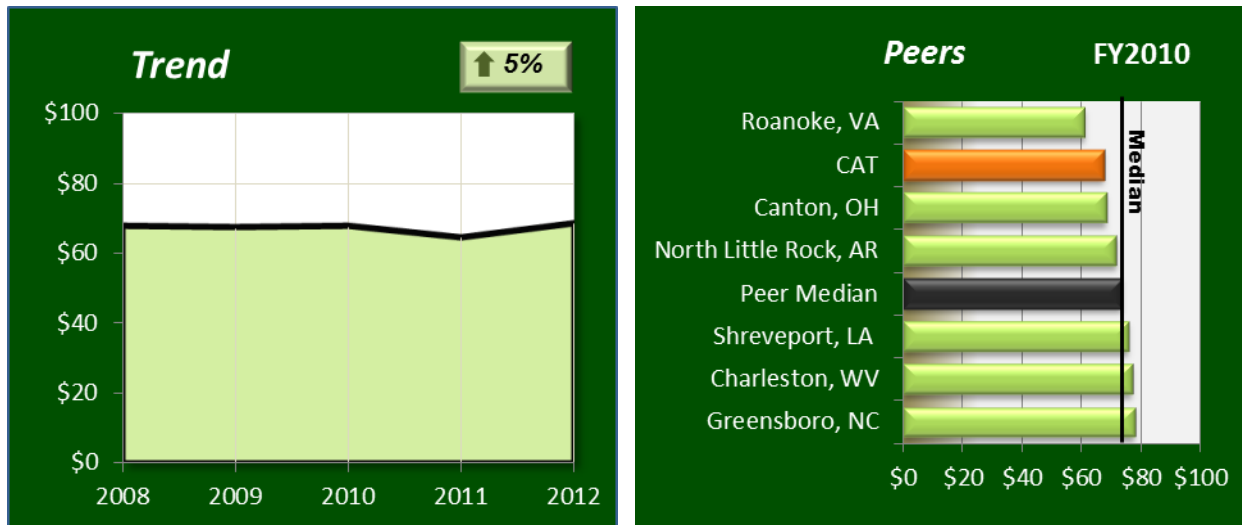 Trend
5%
$100
$80
$60
$40
$20
$0
2008 2009 2010 2011 2012
Peers FY2010
Roanoke, VA
CAT
Canton, OH
North Little Rock, AR
Peer Median
Shreveport, LA
Charleston, WV
Greensboro, NC
Median
$0 $20 $40 $60 $80 $100